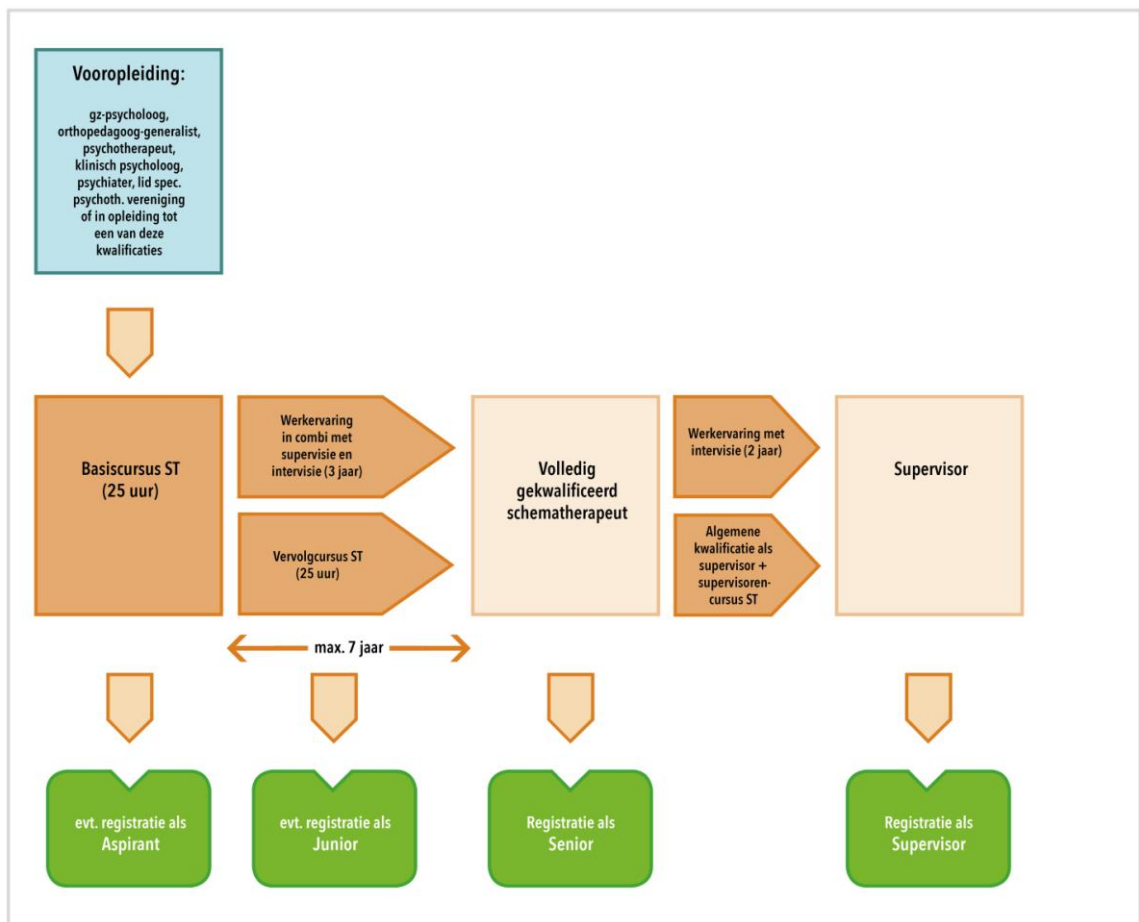 Vooropleiding:
gz-psycholoog,
orthopedagoog-generalist,
psychotherapeut,
klinisch psycholoog,
psychiater, lid spec.
psychoth. vereniging
of in opleiding tot
een van deze
kwalificaties
Basiscursus ST
(25 uur)
Werkervaring
in combi met
supervisie en
intervisie (3 jaar)
Vervolgcursus ST
(25 uur)
Volledig
gekwalificeerd
schematherapeut
Werkervaring met
intervisie (2 jaar)
Algemene
kwalificatie als
supervisor +
supervisoren-
cursus ST
Supervisor
max. 7 jaar
evt. registratie als
Aspirant
evt. registratie als
Junior
Registratie als
Senior
Registratie als
Supervisor